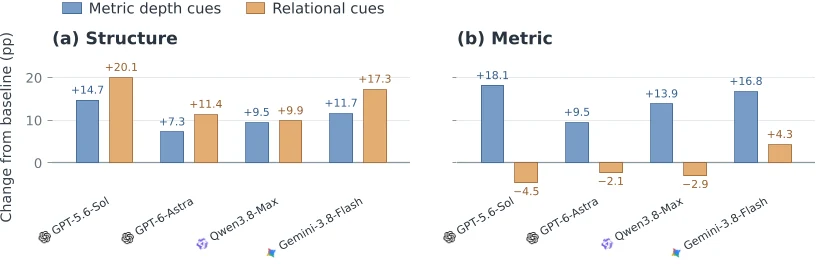 Metric depth cues Relational cues
(a) Structure
(b) Metric
Change from baseline (pp)
20
10
0
+14.7 +20.1 +7.3 +11.4 +9.5 +9.9 +11.7 +17.3
GPT-5.6-Sol GPT-6-Astra Qwen3.8-Max Gemini-3.8-Flash
+18.1 −4.5 +9.5 −2.1 +13.9 −2.9 +16.8 +4.3
GPT-5.6-Sol GPT-6-Astra Qwen3.8-Max Gemini-3.8-Flash